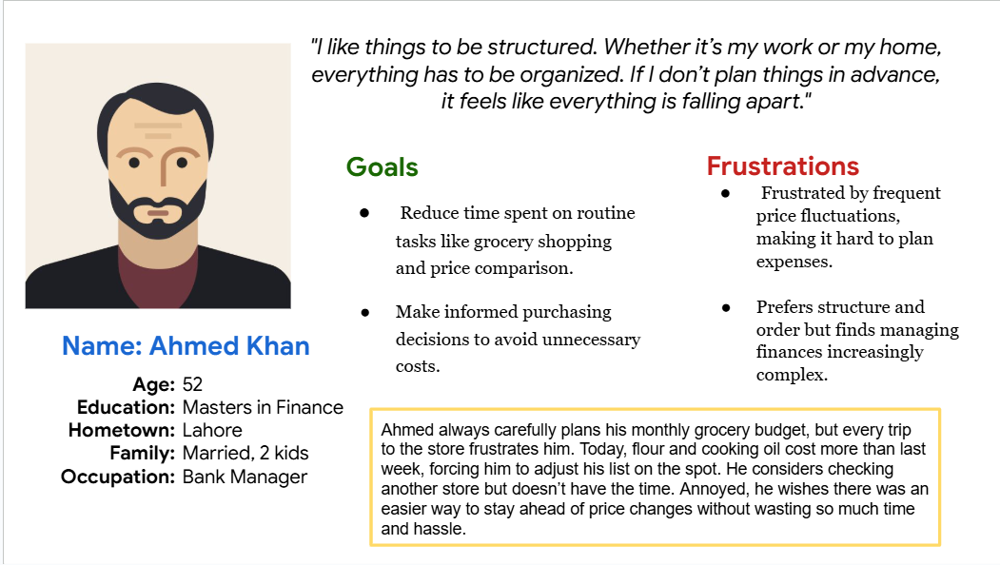 "I like things to be structured. Whether it’s my work or my home,
everything has to be organized. If I don’t plan things in advance,
it feels like everything is falling apart."
Name: Ahmed Khan
Age: 52
Education: Masters in Finance
Hometown: Lahore
Family: Married, 2 kids
Occupation: Bank Manager
Goals
● Reduce time spent on routine
tasks like grocery shopping
and price comparison.
● Make informed purchasing
decisions to avoid unnecessary
costs.
Frustrations
● Frustrated by frequent
price fluctuations,
making it hard to plan
expenses.
● Prefers structure and
order but finds managing
finances increasingly
complex.
Ahmed always carefully plans his monthly grocery budget, but every trip
to the store frustrates him. Today, flour and cooking oil cost more than last
week, forcing him to adjust his list on the spot. He considers checking
another store but doesn’t have the time. Annoyed, he wishes there was an
easier way to stay ahead of price changes without wasting so much time
and hassle.